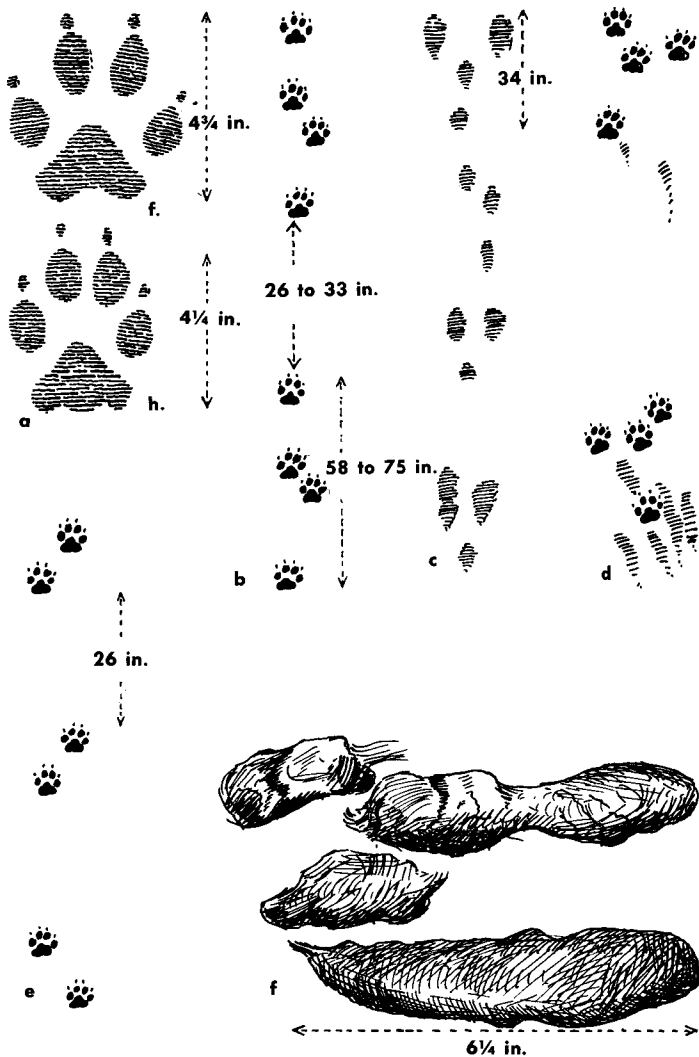 4¾ in.
f.
4¼ in.
h.
a
26 to 33 in.
58 to 75 in.
b
34 in.
c
d
26 in.
e
f
6¼ in.